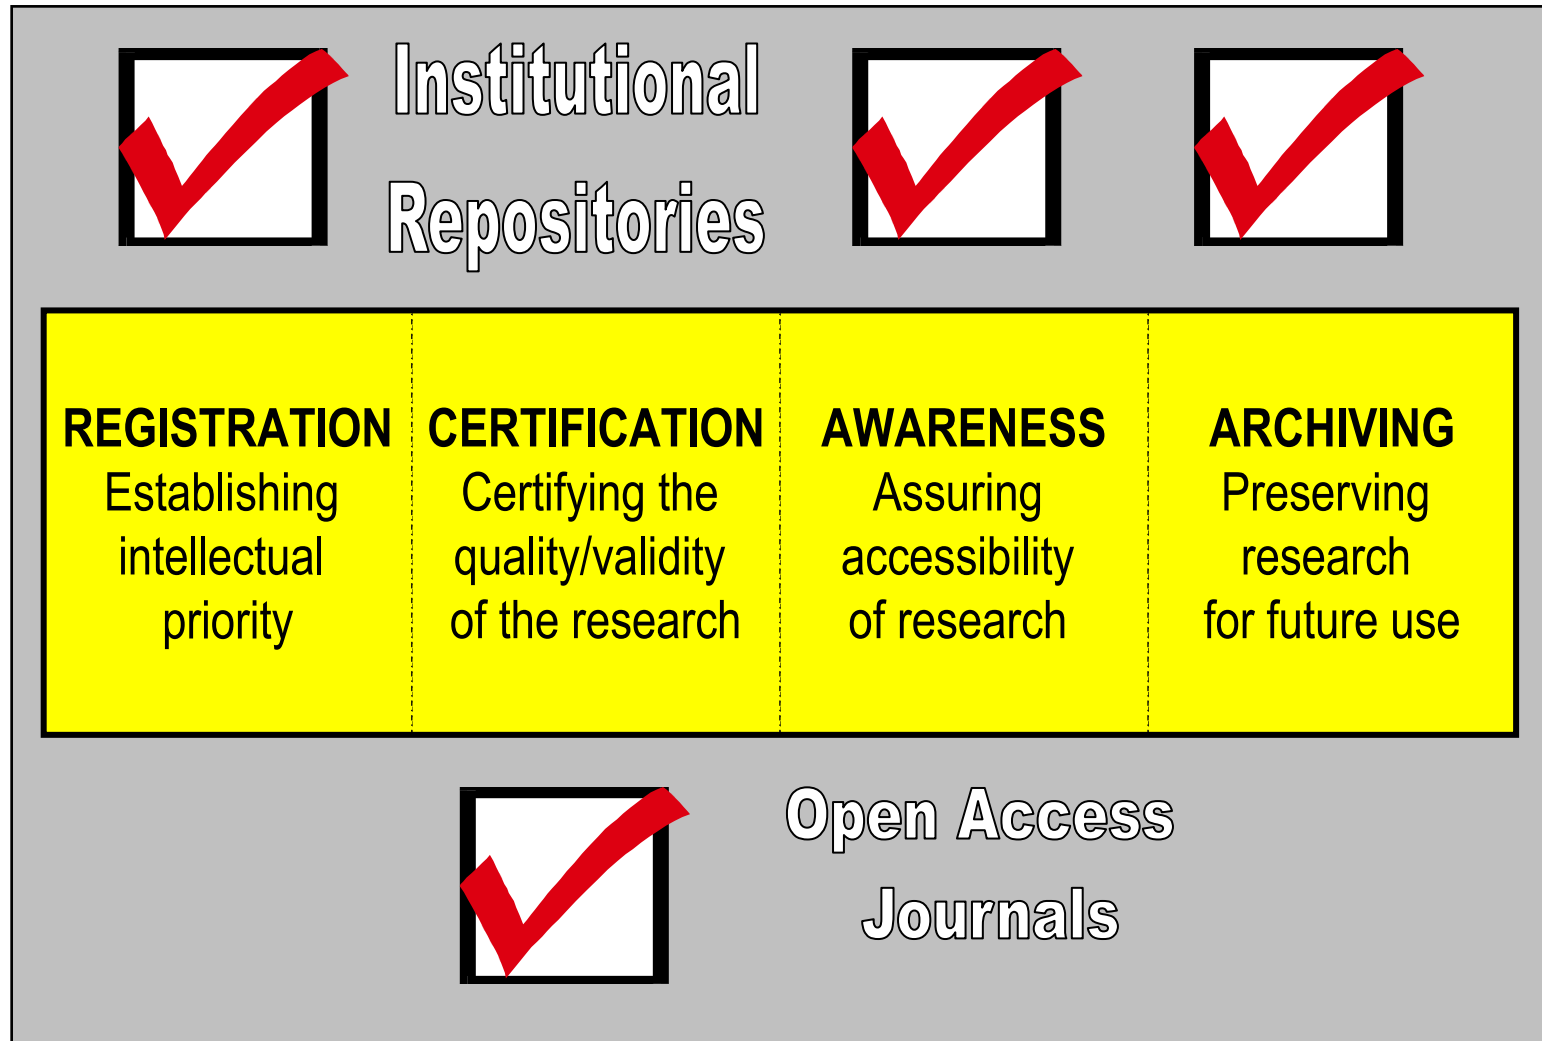 Institutional
Repositories
REGISTRATION
Establishing
intellectual
priority
CERTIFICATION
Certifying the
quality/validity
of the research
AWARENESS
Assuring
accessibility
of research
ARCHIVING
Preserving
research
for future use
Open Access
Journals